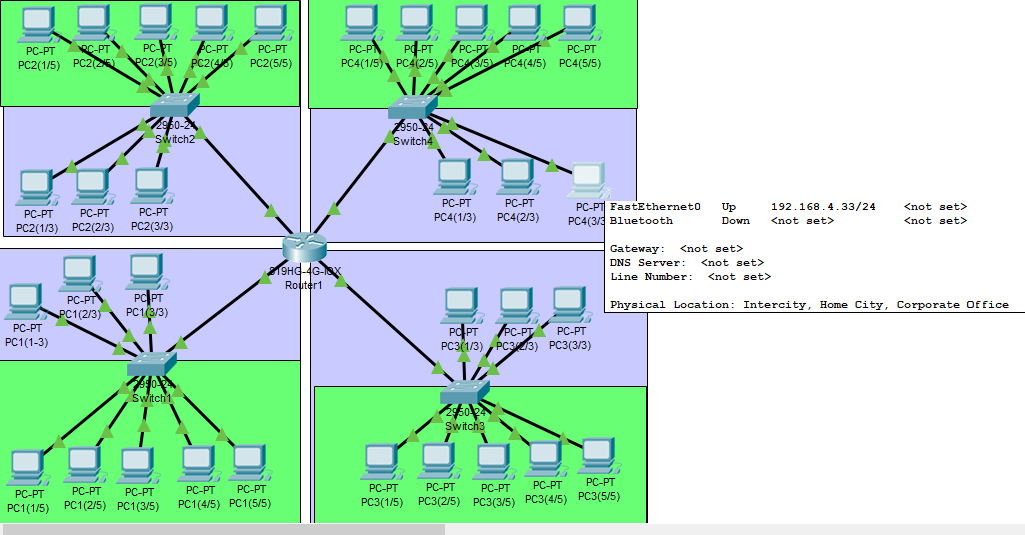 PC-PT PC-PT PC-PT PC-PT PC-PT
PC2(1/5) PC2(2/5) PC2(3/5) PC2(4/5) PC2(5/5)
PC-PT PC-PT PC-PT PC-PT PC-PT
PC4(1/5) PC4(2/5) PC4(3/5) PC4(4/5) PC4(5/5)
2950-24
Switch2
2950-24
Switch4
PC-PT PC-PT PC-PT
PC2(1/3) PC2(2/3) PC2(3/3)
PC-PT PC-PT PC-PT
PC4(1/3) PC4(2/3) PC4(3/3
FastEthernet0 Up 192.168.4.33/24 <not set>
Bluetooth Down <not set> <not set>
Gateway: <not set>
DNS Server: <not set>
Line Number: <not set>
Physical Location: Intercity, Home City, Corporate Office
819HG-4G-IOX
Router1
PC-PT PC-PT PC-PT
PC1(1-3) PC1(2/3) PC1(3/3)
PC-PT PC-PT PC-PT
PC3(1/3) PC3(2/3) PC3(3/3)
2950-24
Switch1
2950-24
Switch3
PC-PT PC-PT PC-PT PC-PT PC-PT
PC1(1/5) PC1(2/5) PC1(3/5) PC1(4/5) PC1(5/5)
PC-PT PC-PT PC-PT PC-PT PC-PT
PC3(1/5) PC3(2/5) PC3(3/5) PC3(4/5) PC3(5/5)